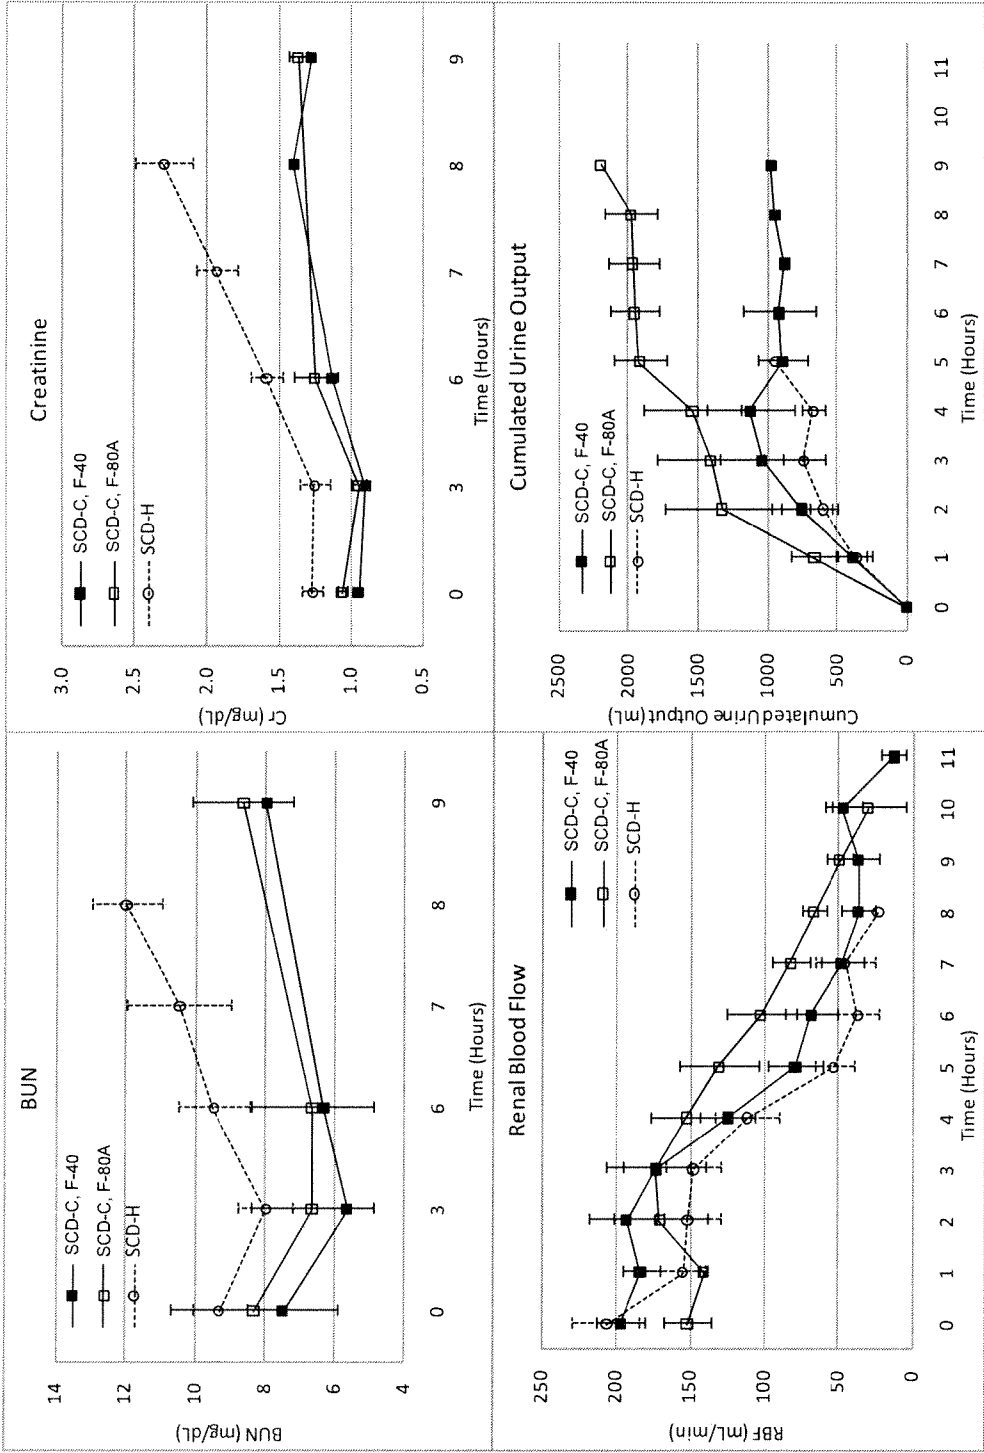 BUN
SCD-C, F-40
SCD-C, F-80A
SCD-H
BUN (mg/dL)
14
12
10
8
6
4
0
3
6
7
8
9
Time (Hours)
Creatinine
SCD-C, F-40
SCD-C, F-80A
SCD-H
Cr (mg/dL)
3.0
2.5
2.0
1.5
1.0
0.5
0
3
6
7
8
9
Time (Hours)
Renal Blood Flow
SCD-C, F-40
SCD-C, F-80A
SCD-H
RBF (mL/min)
250
200
150
100
50
0
0
1
2
3
4
5
6
7
8
9
10
11
Time (Hours)
Cumulated Urine Output
SCD-C, F-40
SCD-C, F-80A
SCD-H
Cumulated Urine Output (mL)
2500
2000
1500
1000
500
0
0
1
2
3
4
5
6
7
8
9
10
11
Time (Hours)